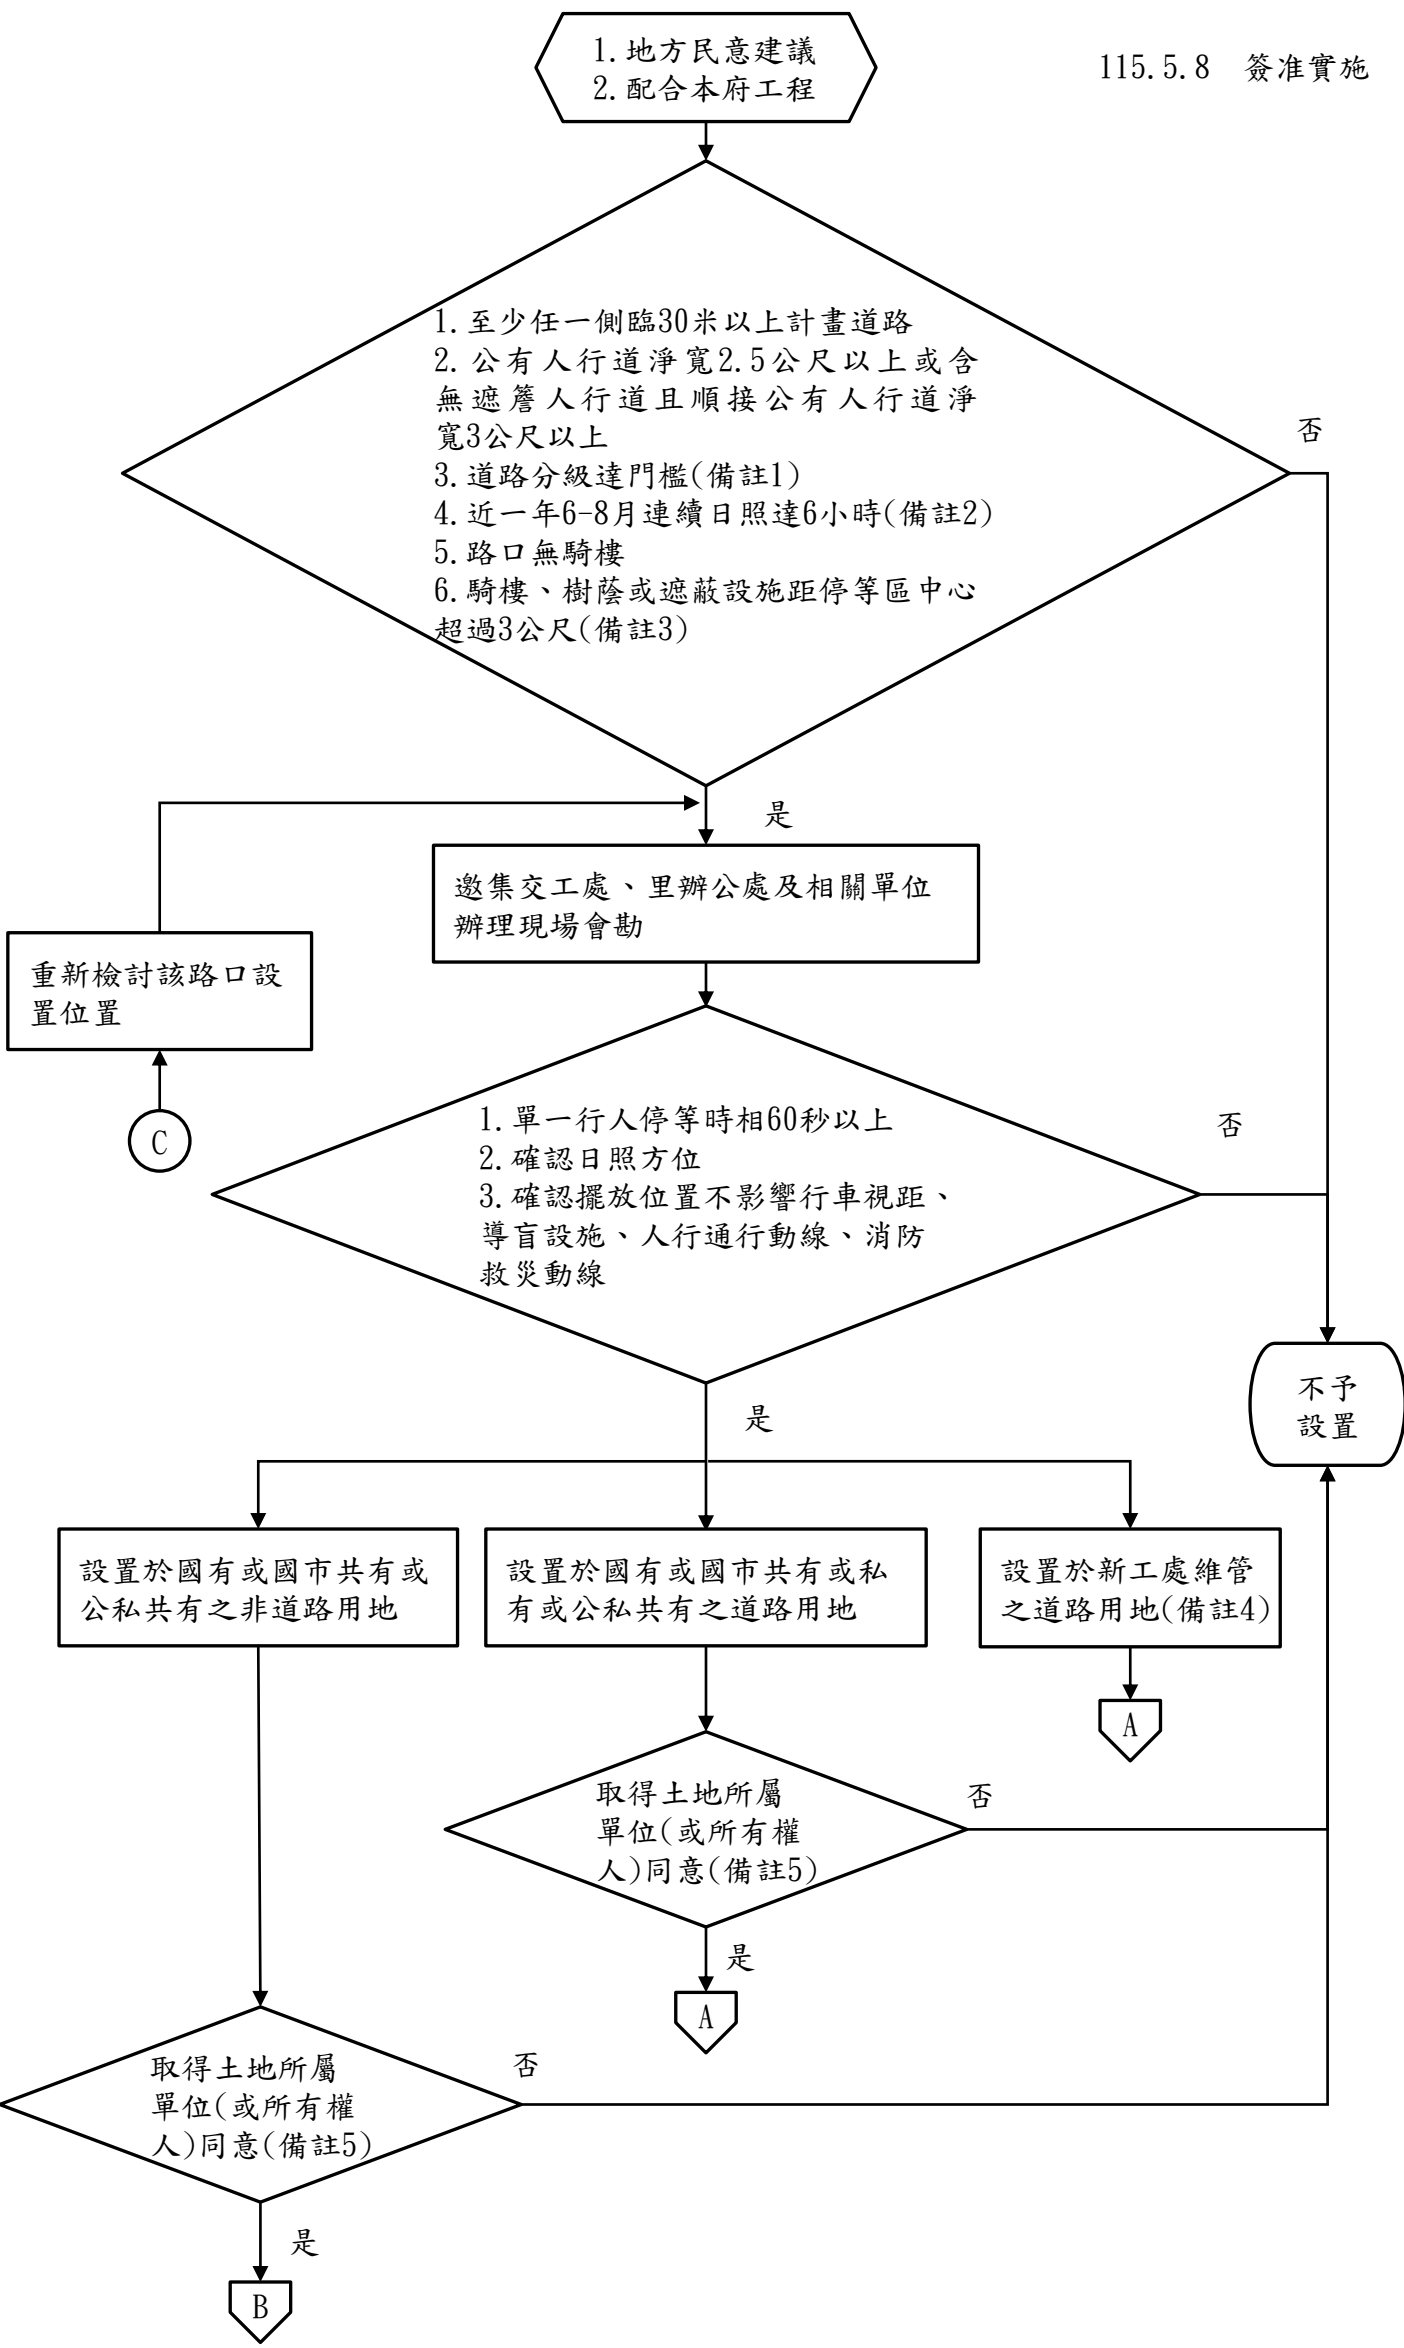 1.地方民意建議
2.配合本府工程
115.5.8 簽准實施
1.至少任一側臨30米以上計畫道路
2.公有人行道淨寬2.5公尺以上或含
無遮簷人行道且順接公有人行道淨
寬3公尺以上
3.道路分級達門檻(備註1)
4.近一年6-8月連續日照達6小時(備註2)
5.路口無騎樓
6.騎樓、樹蔭或遮蔽設施距停等區中心
超過3公尺(備註3)
否
是
邀集交工處、里辦公處及相關單位
辦理現場會勘
重新檢討該路口設
置位置
C
1.單一行人停等時相60秒以上
2.確認日照方位
3.確認擺放位置不影響行車視距、
導盲設施、人行通行動線、消防
救災動線
否
不予
設置
是
設置於國有或國市共有或
公私共有之非道路用地
設置於國有或國市共有或私
有或公私共有之道路用地
設置於新工處維管
之道路用地(備註4)
A
取得土地所屬
單位(或所有權
人)同意(備註5)
否
是
A
取得土地所屬
單位(或所有權
人)同意(備註5)
否
是
B